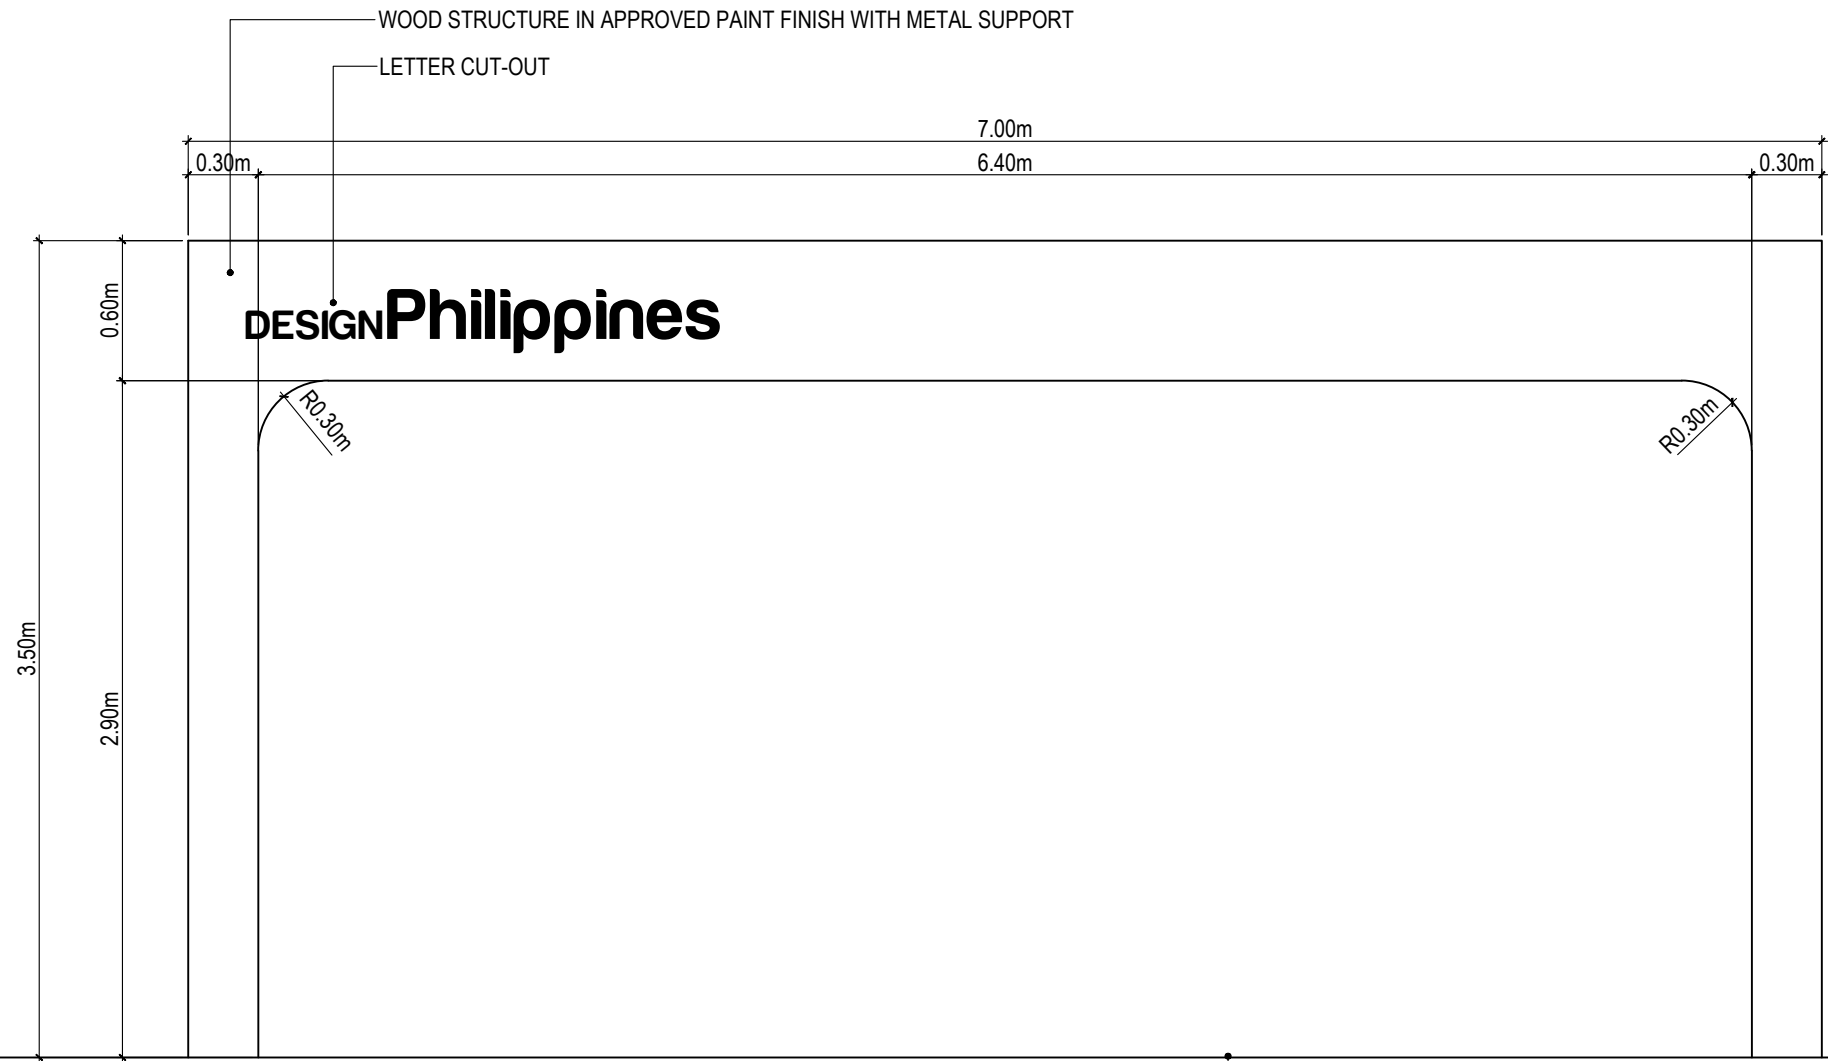 WOOD STRUCTURE IN APPROVED PAINT FINISH WITH METAL SUPPORT
LETTER CUT-OUT
7.00m
0.30m
6.40m
0.30m
0.60m
DESIGNPhilippines
R0.30m
R0.30m
3.50m
2.90m